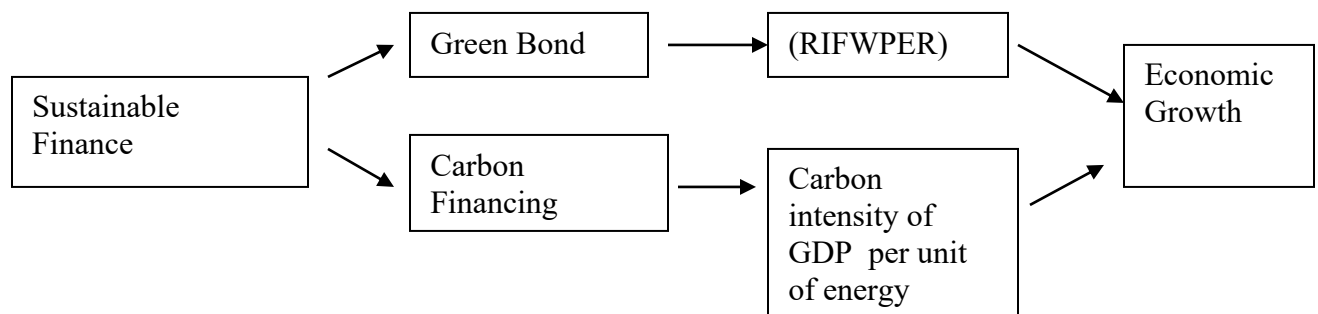 Sustainable
Finance
Green Bond
(RIFWPER)
Carbon
Financing
Carbon
intensity of
GDP  per unit
of energy
Economic
Growth